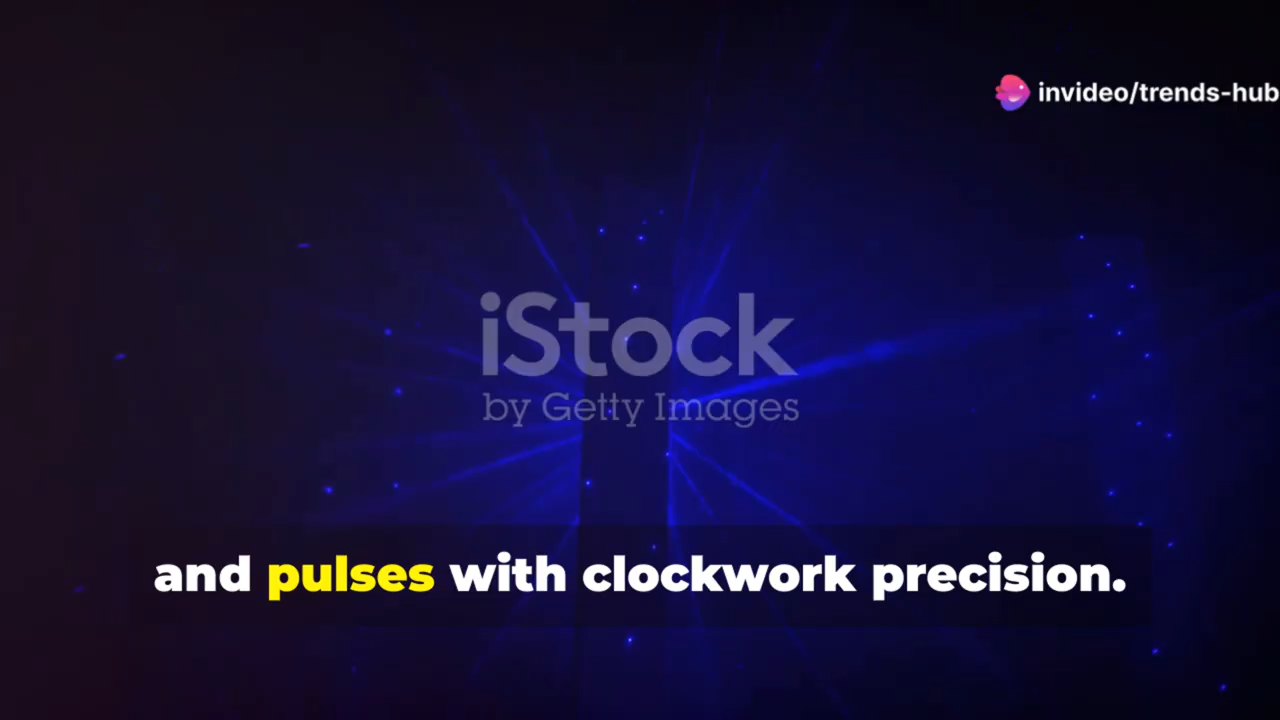 invideo/trends-hub
iStock
by Getty Images
and pulses with clockwork precision.